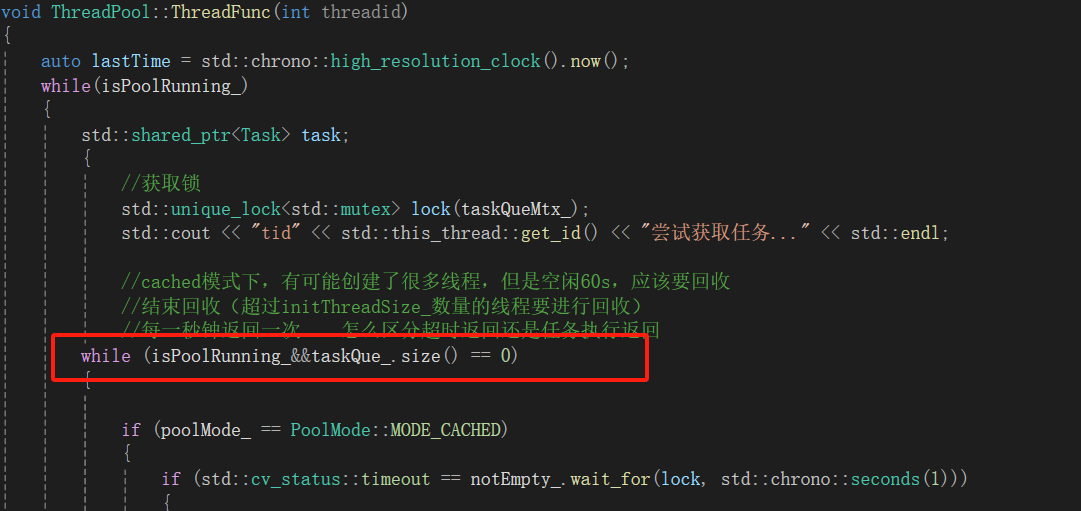 void ThreadPool::ThreadFunc(int threadid)
{
auto lastTime = std::chrono::high_resolution_clock().now();
while(isPoolRunning_)
{
std::shared_ptr<Task> task;
{
//获取锁
std::unique_lock<std::mutex> lock(taskQueMtx_);
std::cout << "tid" << std::this_thread::get_id() << "尝试获取任务..." << std::endl;
//cached模式下，有可能创建了很多线程，但是空闲60s，应该要回收
//结束回收（超过initThreadSize_数量的线程要进行回收）
//每一秒钟返回一次 怎么区分超时返回还是任务执行返回
while (isPoolRunning_&&taskQue_.size() == 0)
{
if (poolMode_ == PoolMode::MODE_CACHED)
{
if (std::cv_status::timeout == notEmpty_.wait_for(lock, std::chrono::seconds(1)))
{